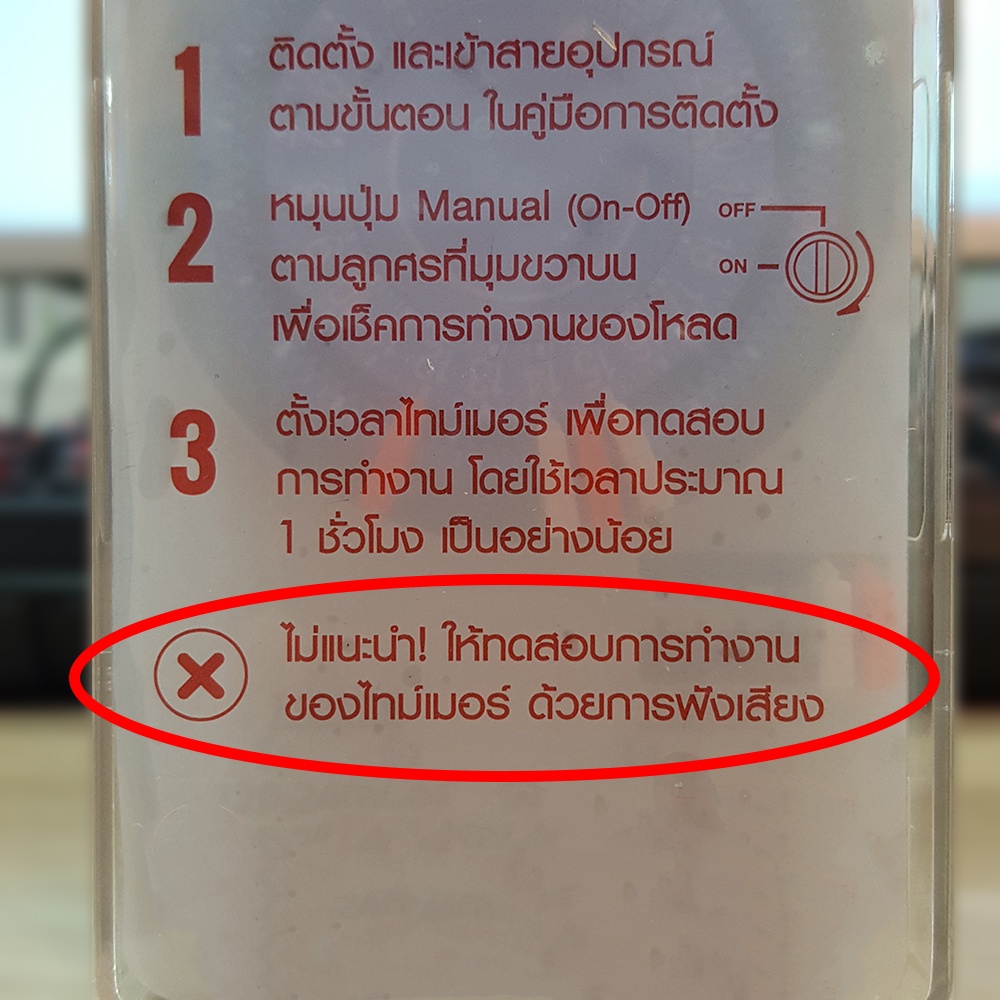 1 ติดตั้ง และเข้าสายอุปกรณ์
ตามขั้นตอน ในคู่มือการติดตั้ง
2 หมุนปุ่ม Manual (On-Off)
ตามลูกศรที่มุมขวาบน
เพื่อเช็คการทำงานของโหลด
OFF
ON
3 ตั้งเวลาไทม์เมอร์ เพื่อทดสอบ
การทำงาน โดยใช้เวลาประมาณ
1 ชั่วโมง เป็นอย่างน้อย
ไม่แนะนำ! ให้ทดสอบการทำงาน
ของไทม์เมอร์ ด้วยการฟังเสียง